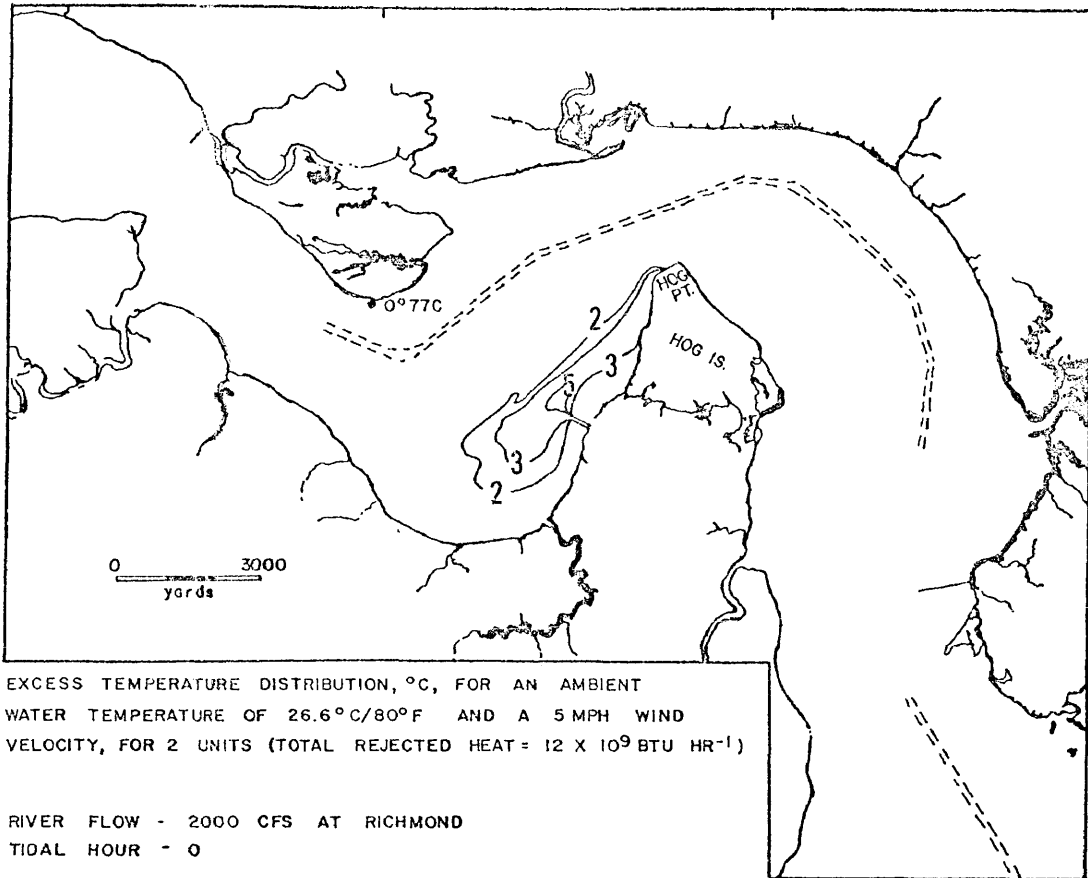 HOG
PT.
0°77C
2
HOG IS.
3
5
3
2
0 3000
yards
EXCESS TEMPERATURE DISTRIBUTION, °C, FOR AN AMBIENT
WATER TEMPERATURE OF 26.6°C/80°F AND A 5 MPH WIND
VELOCITY, FOR 2 UNITS (TOTAL REJECTED HEAT = 12 X 10⁹ BTU HR⁻¹)
RIVER FLOW - 2000 CFS AT RICHMOND
TIDAL HOUR - 0